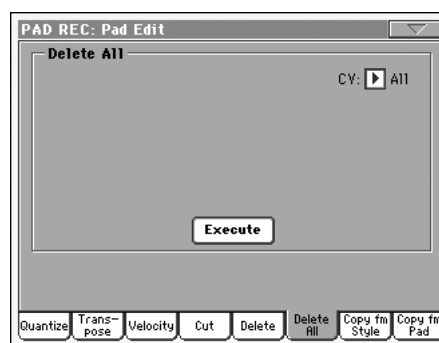 PAD REC: Pad Edit
Delete All
CV: All
Execute
Quantize
Trans-
pose
Velocity
Cut
Delete
Delete
All
Copy fm
Style
Copy fm
Pad